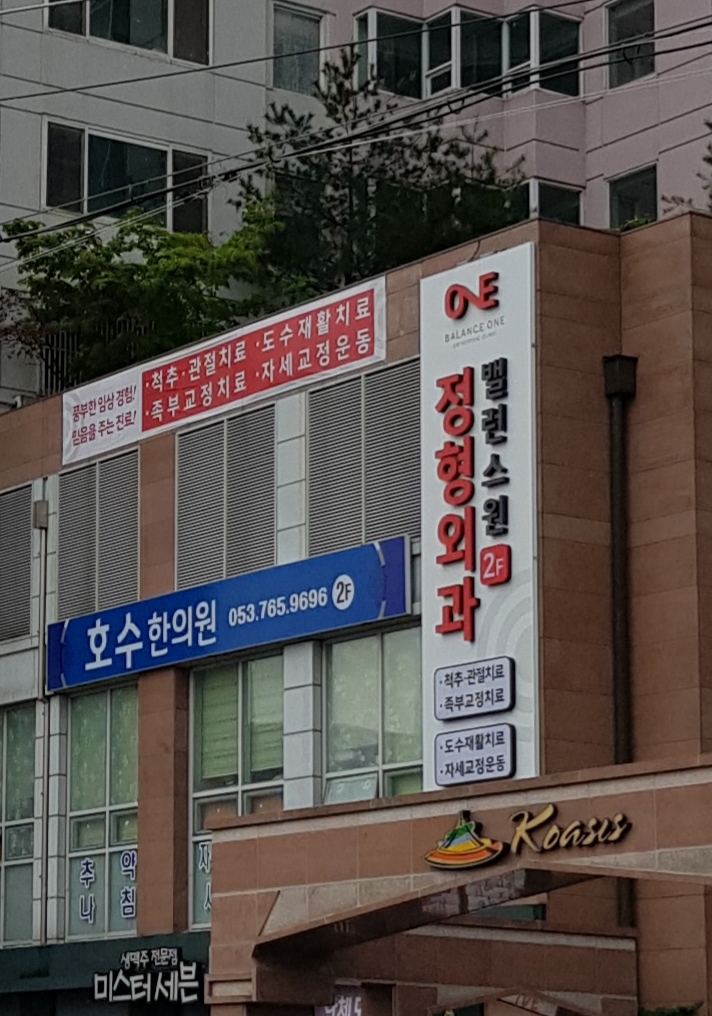 풍부한 임상 경험!
믿음을 주는 진료!
·척추·관절치료 ·도수재활치료
·족부교정치료 ·자세교정운동
ONE
BALANCE ONE
밸런스원
정형외과
2F
·척추·관절치료
·족부교정치료
·도수재활치료
·자세교정운동
호수한의원 053.765.9696 2F
Koasis
추나
약침
생맥주 전문점
미스터세븐